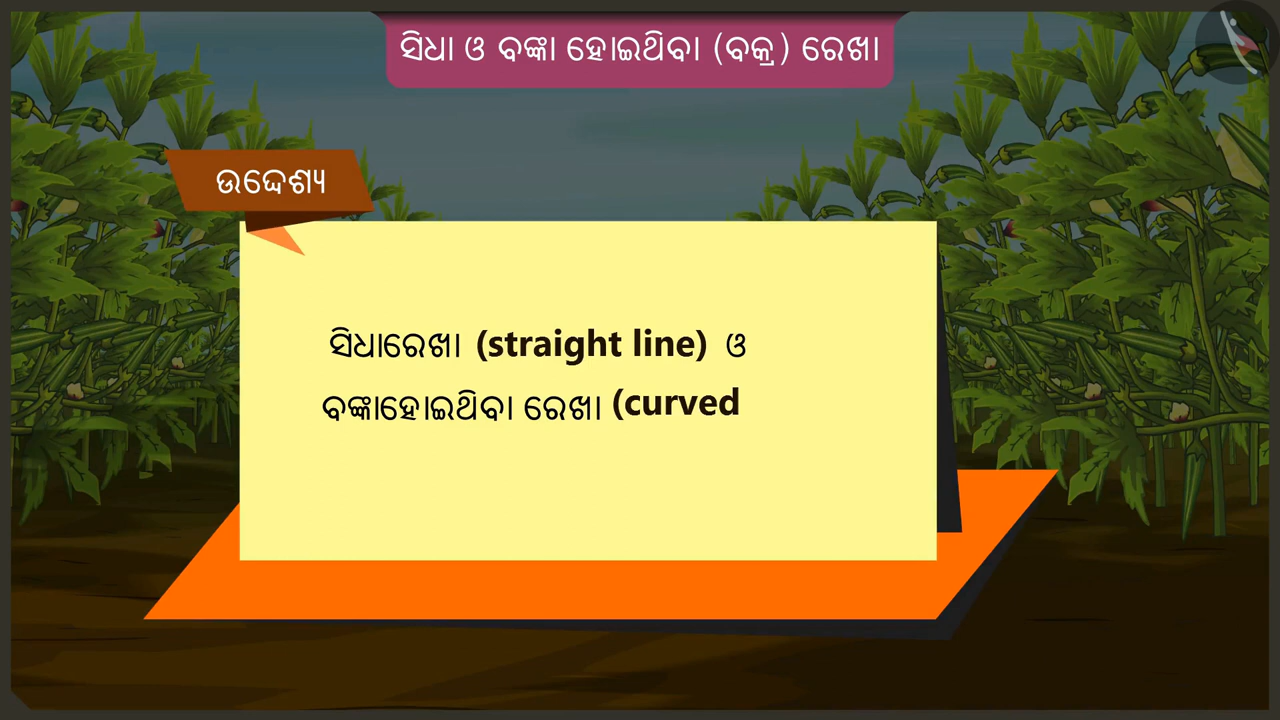 ସିଧା ଓ ବଙ୍କା ହୋଇଥିବା (ବକ୍ର) ରେଖା
ଉଦ୍ଦେଶ୍ୟ
ସିଧାରେଖା (straight line) ଓ
ବଙ୍କାହୋଇଥିବା ରେଖା (curved